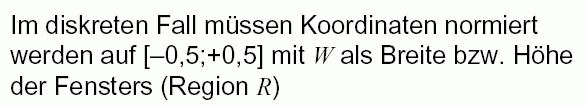 Im diskreten Fall müssen Koordinaten normiert
werden auf [–0,5;+0,5] mit W als Breite bzw. Höhe
der Fensters (Region R)